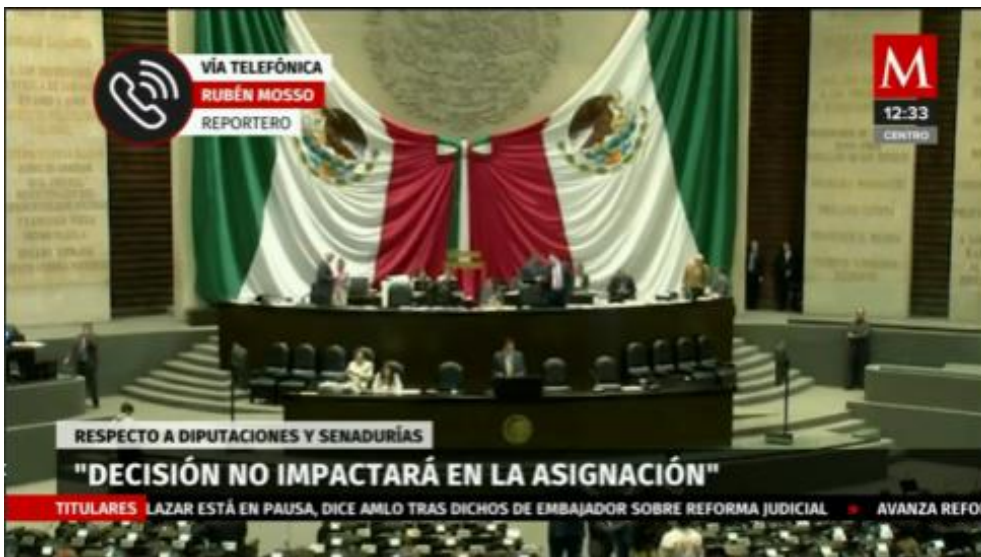 VÍA TELEFÓNICA
RUBÉN MOSSO
REPORTERO
M
12:33
CENTRO
RESPECTO A DIPUTACIONES Y SENADURÍAS
"DECISIÓN NO IMPACTARÁ EN LA ASIGNACIÓN"
TITULARES LAZAR ESTÁ EN PAUSA, DICE AMLO TRAS DICHOS DE EMBAJADOR SOBRE REFORMA JUDICIAL AVANZA REFO